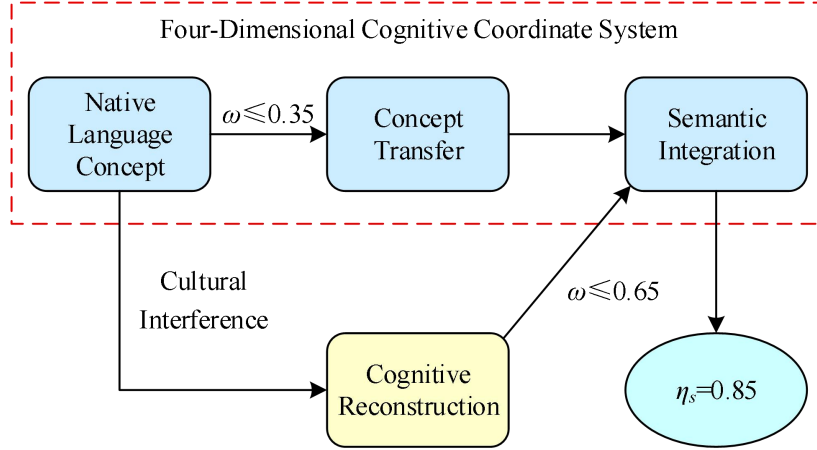 Four-Dimensional Cognitive Coordinate System
Native
Language
Concept
ω≤0.35
Concept
Transfer
Semantic
Integration
Cultural
Interference
ω≤0.65
Cognitive
Reconstruction
ηs=0.85